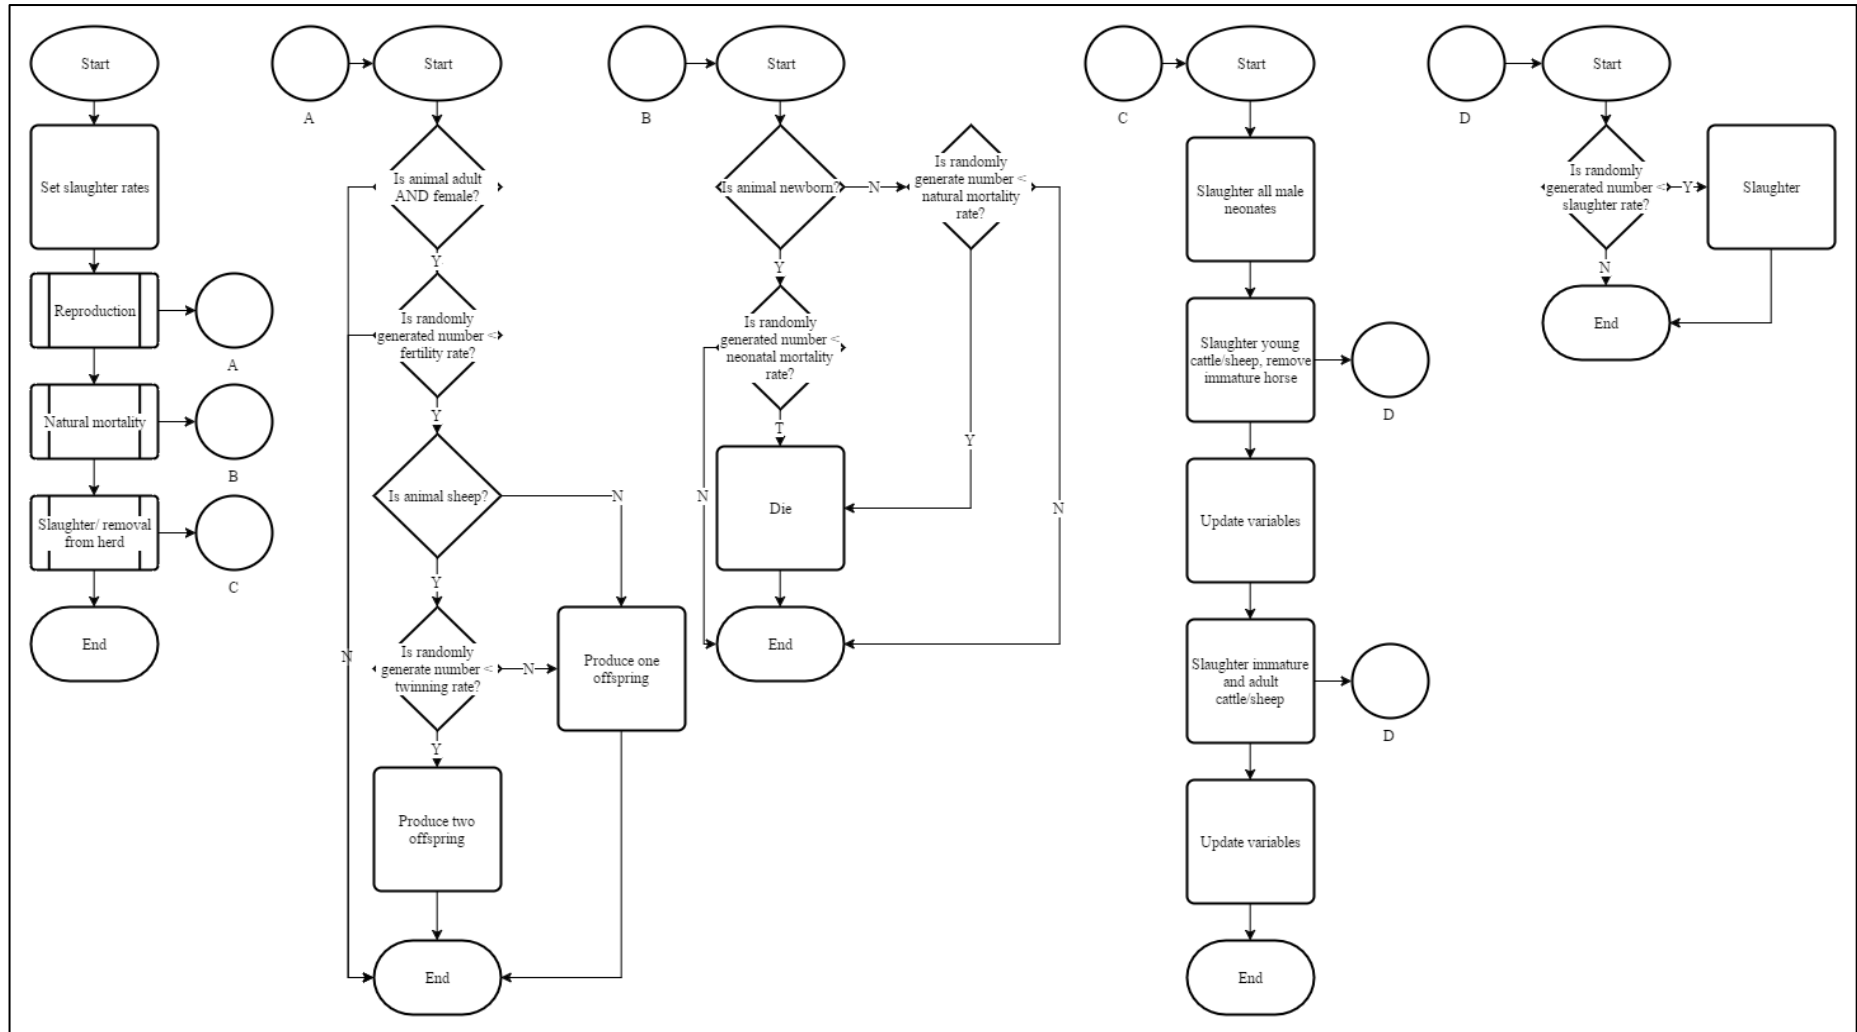 Start
Set slaughter rates
Reproduction
A
Natural mortality
B
Slaughter/ removal
from herd
C
End
A
Start
Is animal adult
AND female?
Y
Is randomly
generated number <
fertility rate?
Y
Is animal sheep?
N
Y
Is randomly
generate number <
twinning rate?
N
N
Produce one
offspring
Y
Produce two
offspring
End
B
Start
Is animal newborn?
N
Is randomly
generate number <
natural mortality
rate?
Y
Is randomly
generated number <
neonatal mortality
rate?
T
Y
N
N
Die
End
C
Start
Slaughter all male
neonates
Slaughter young
cattle/sheep, remove
immature horse
D
Update variables
Slaughter immature
and adult
cattle/sheep
D
Update variables
End
D
Start
Is randomly
generated number <
slaughter rate?
Y
Slaughter
N
End